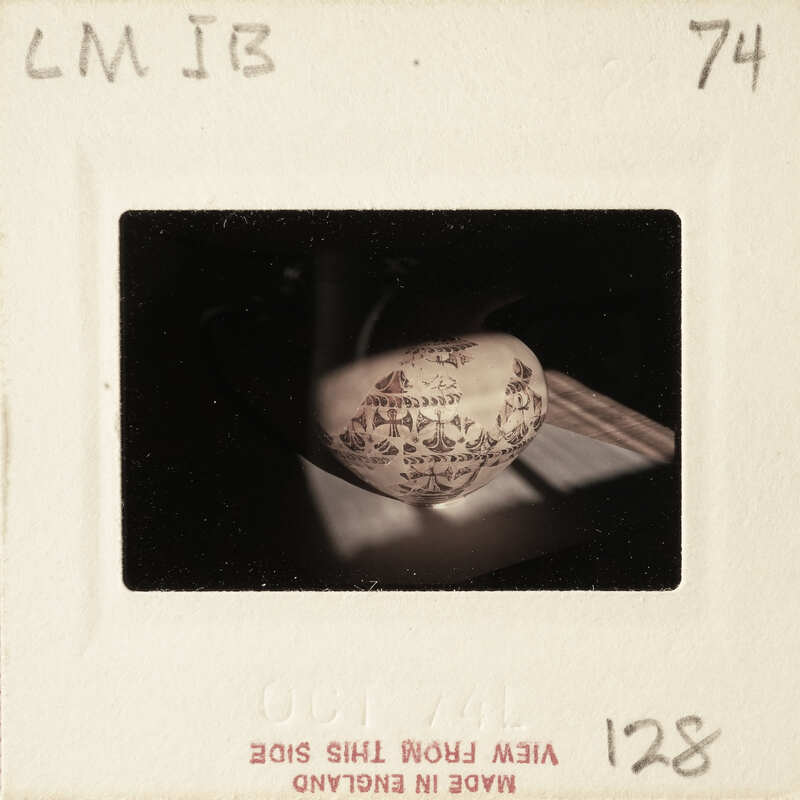 LM IB 74
OCT 74L
128
VIEW FROM THIS SIDE
MADE IN ENGLAND